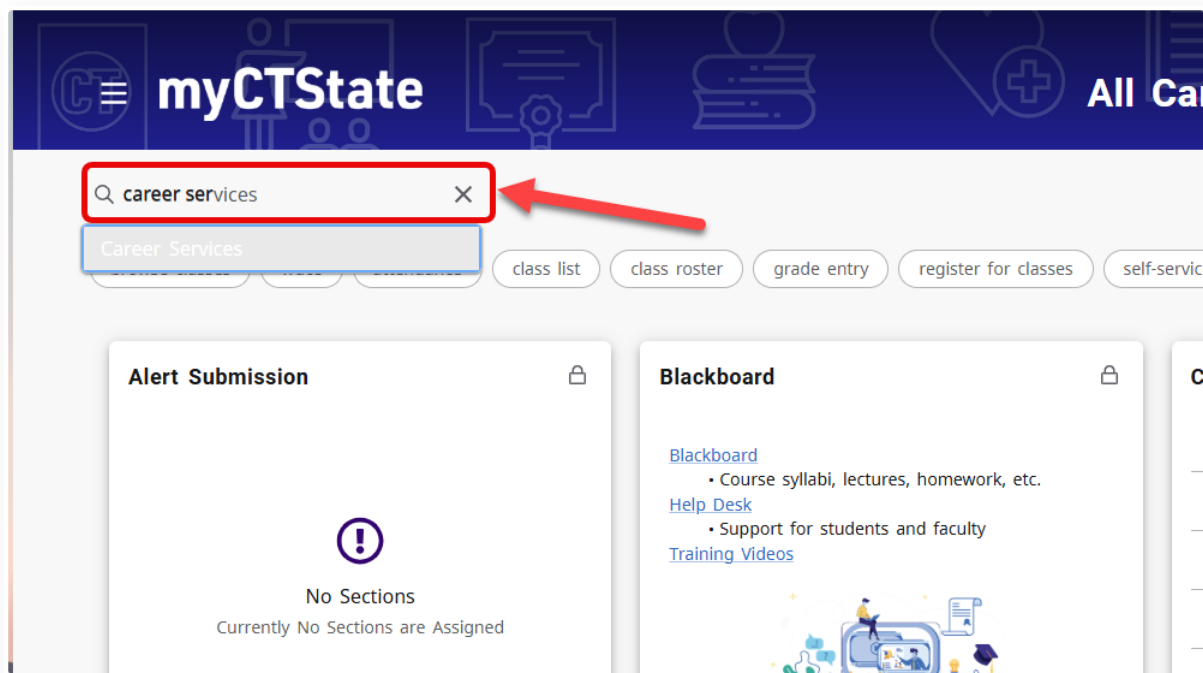 CT
myCTState
All Car
career services
Career Services
class list
class roster
grade entry
register for classes
self-servic
Alert Submission
Blackboard
C
Blackboard
• Course syllabi, lectures, homework, etc.
Help Desk
• Support for students and faculty
Training Videos
No Sections
Currently No Sections are Assigned